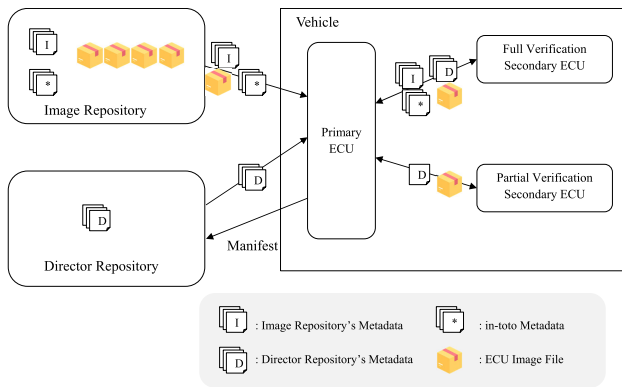 Vehicle
I
*
Image Repository
I
*
Primary
ECU
I
D
*
Full Verification
Secondary ECU
D
D
Partial Verification
Secondary ECU
D
Director Repository
Manifest
I : Image Repository's Metadata
* : in-toto Metadata
D : Director Repository's Metadata
: ECU Image File